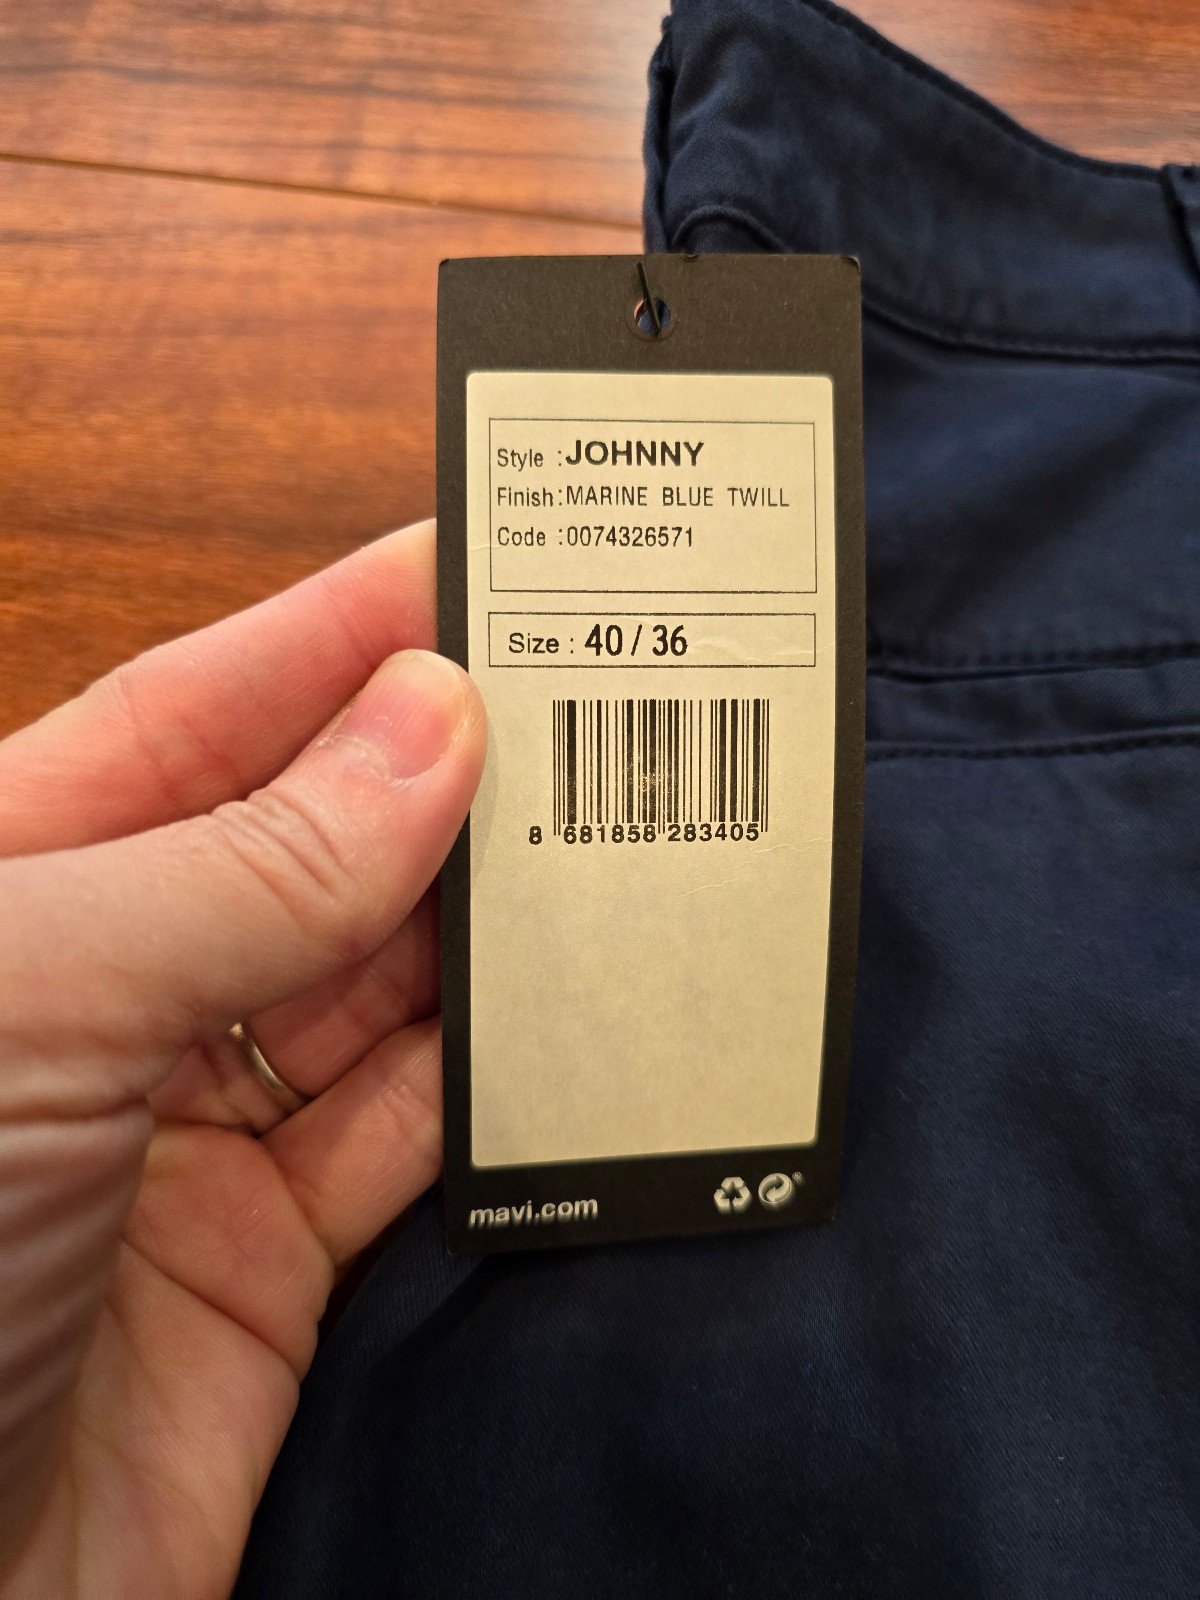 Style :JOHNNY
Finish:MARINE BLUE TWILL
Code :0074326571
Size : 40 / 36
8 681858 283405
mavi.com